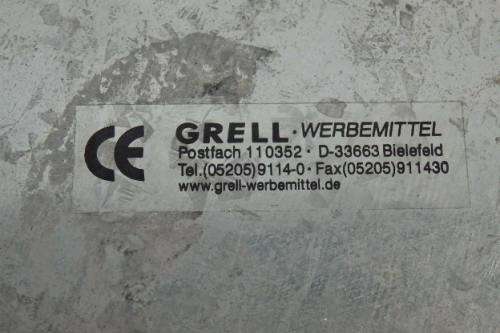 CE GRELL · WERBEMITTEL
Postfach 110352 · D-33663 Bielefeld
Tel.(05205)9114-0 · Fax(05205)911430
www.grell-werbemittel.de